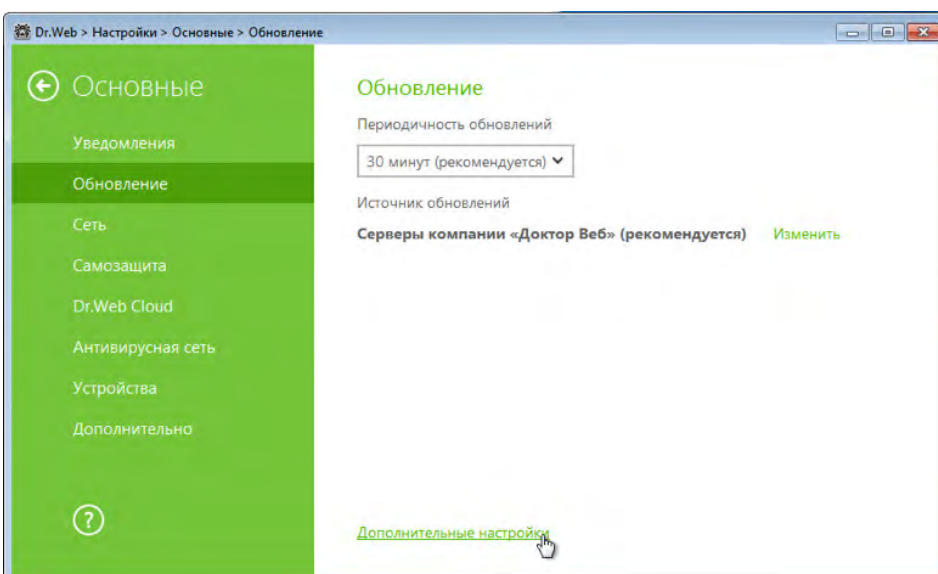 Dr.Web > Настройки > Основные > Обновление
Основные
Уведомления
Обновление
Сеть
Самозащита
Dr.Web Cloud
Антивирусная сеть
Устройства
Дополнительно
?
Обновление
Периодичность обновлений
30 минут (рекомендуется)
Источник обновлений
Серверы компании «Доктор Веб» (рекомендуется) Изменить
Дополнительные настройки